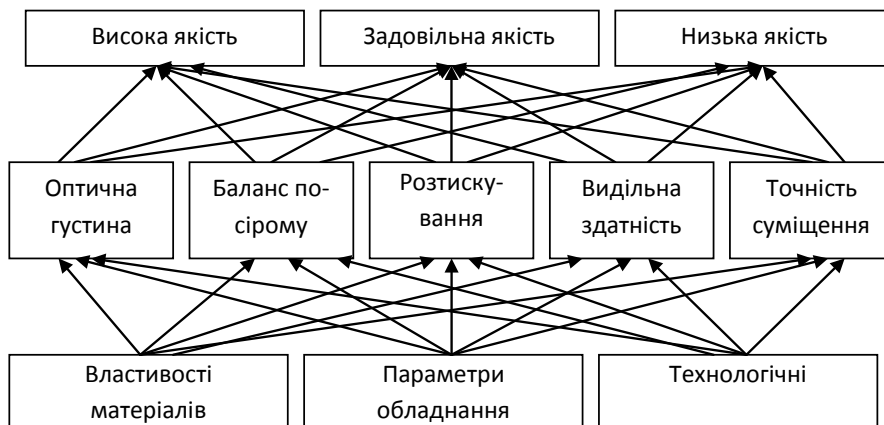 Висока якість
Задовільна якість
Низька якість
Оптична
густина
Баланс по-
сірому
Розтиску-
вання
Видільна
здатність
Точність
суміщення
Властивості
матеріалів
Параметри
обладнання
Технологічні